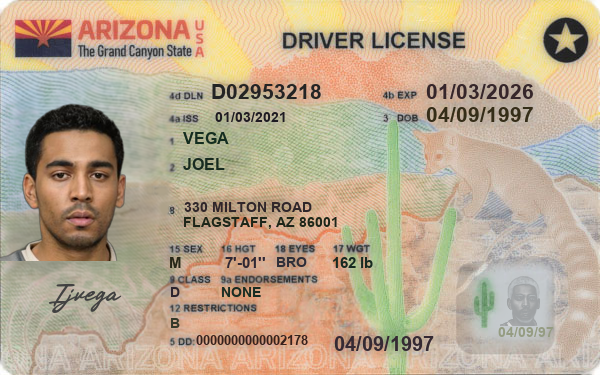 ARIZONA USA
The Grand Canyon State
DRIVER LICENSE
4d DLN D02953218 4b EXP 01/03/2026
4a ISS 01/03/2021 3 DOB 04/09/1997
1 VEGA
2 JOEL
8 330 MILTON ROAD
FLAGSTAFF, AZ 86001
15 SEX 16 HGT 18 EYES 17 WGT
M 7'-01" BRO 162 lb
9 CLASS 9a ENDORSEMENTS
D NONE
12 RESTRICTIONS
B
5 DD: 0000000000002178
04/09/1997
Ijvega
04/09/97
ARIZONA ARIZONA ARIZONA ARIZONA